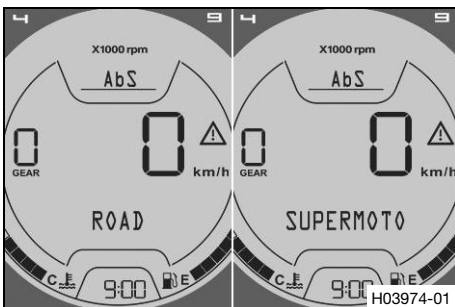 4 9
X1000 rpm
AbS
0 0
GEAR km/h
ROAD
C E
9:00
4 9
X1000 rpm
AbS
0 0
GEAR km/h
SUPERMOTO
C E
9:00
H03974-01